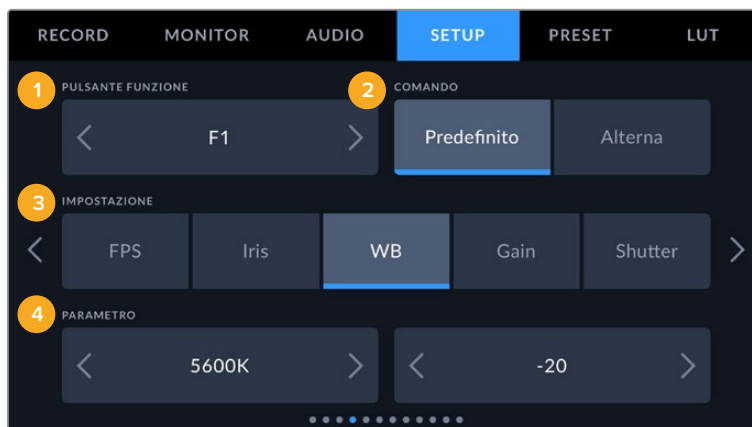 RECORD MONITOR AUDIO SETUP PRESET LUT
1 PULSANTE FUNZIONE 2 COMANDO
F1 Predefinito Alterna
3 IMPOSTAZIONE
FPS Iris WB Gain Shutter
4 PARAMETRO
5600K -20